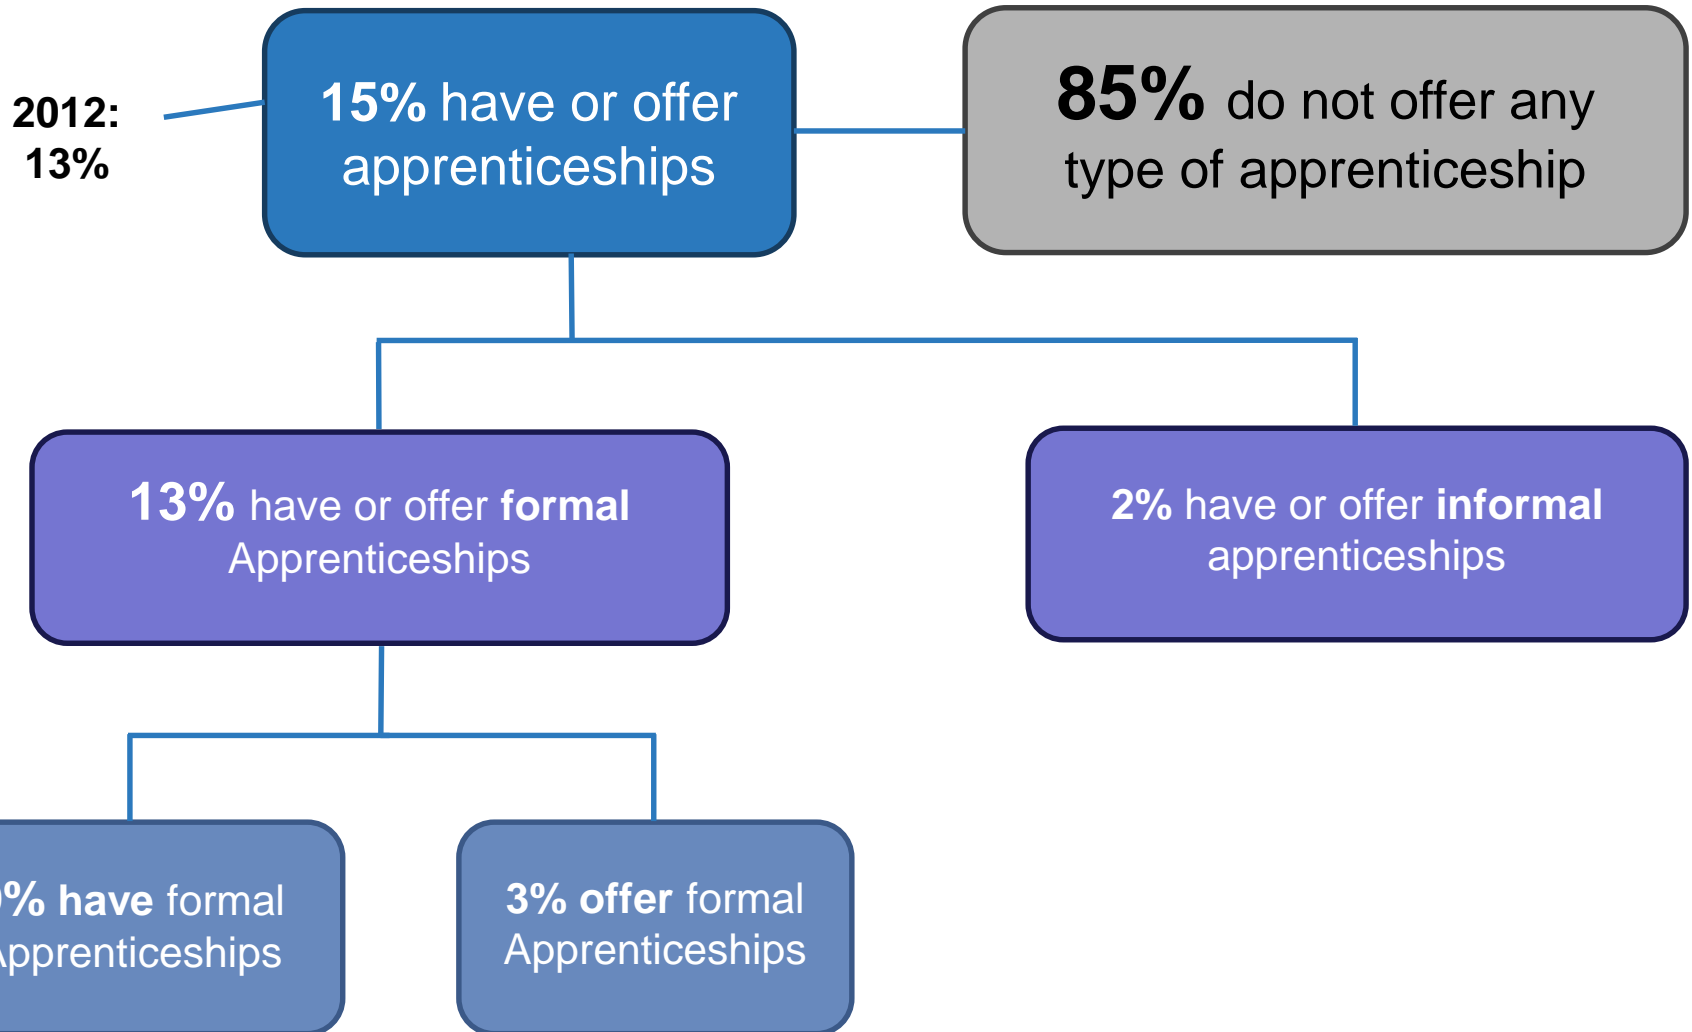 2012:
13%
15% have or offer
apprenticeships
85% do not offer any
type of apprenticeship
13% have or offer formal
Apprenticeships
2% have or offer informal
apprenticeships
% have formal
Apprenticeships
3% offer formal
Apprenticeships